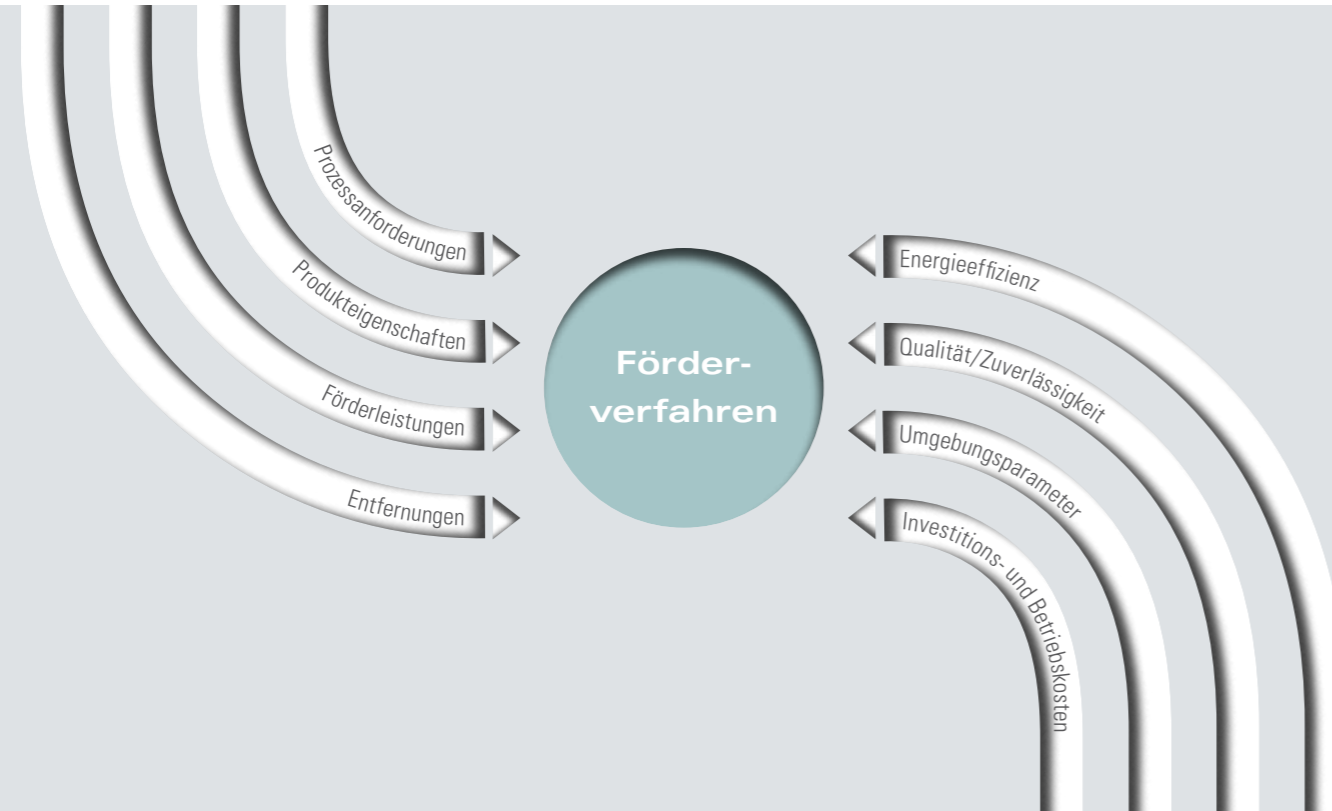 Prozessanforderungen
Produkteigenschaften
Förderleistungen
Entfernungen
Förder-
verfahren
Energieeffizienz
Qualität/Zuverlässigkeit
Umgebungsparameter
Investitions- und Betriebskosten